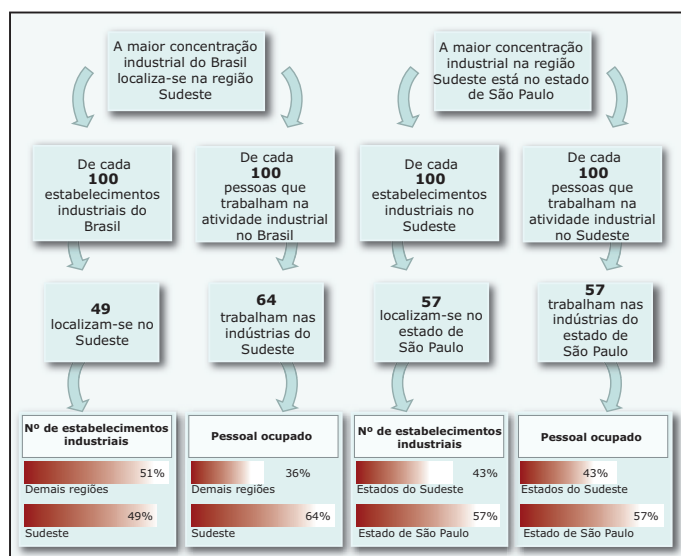 A maior concentração
industrial do Brasil
localiza-se na região
Sudeste
A maior concentração
industrial na região
Sudeste está no estado
de São Paulo
De cada
100
estabelecimentos
industriais do
Brasil
De cada
100
pessoas que
trabalham na
atividade industrial
no Brasil
De cada
100
estabelecimentos
industriais no
Sudeste
De cada
100
pessoas que
trabalham na
atividade industrial
no Sudeste
49
localizam-se no
Sudeste
64
trabalham nas
indústrias do
Sudeste
57
localizam-se no
estado de
São Paulo
57
trabalham nas
indústrias do
estado de
São Paulo
Nº de estabelecimentos
industriais
51%
Demais regiões
49%
Sudeste
Pessoal ocupado
36%
Demais regiões
64%
Sudeste
Nº de estabelecimentos
industriais
43%
Estados do Sudeste
57%
Estado de São Paulo
Pessoal ocupado
43%
Estados do Sudeste
57%
Estado de São Paulo